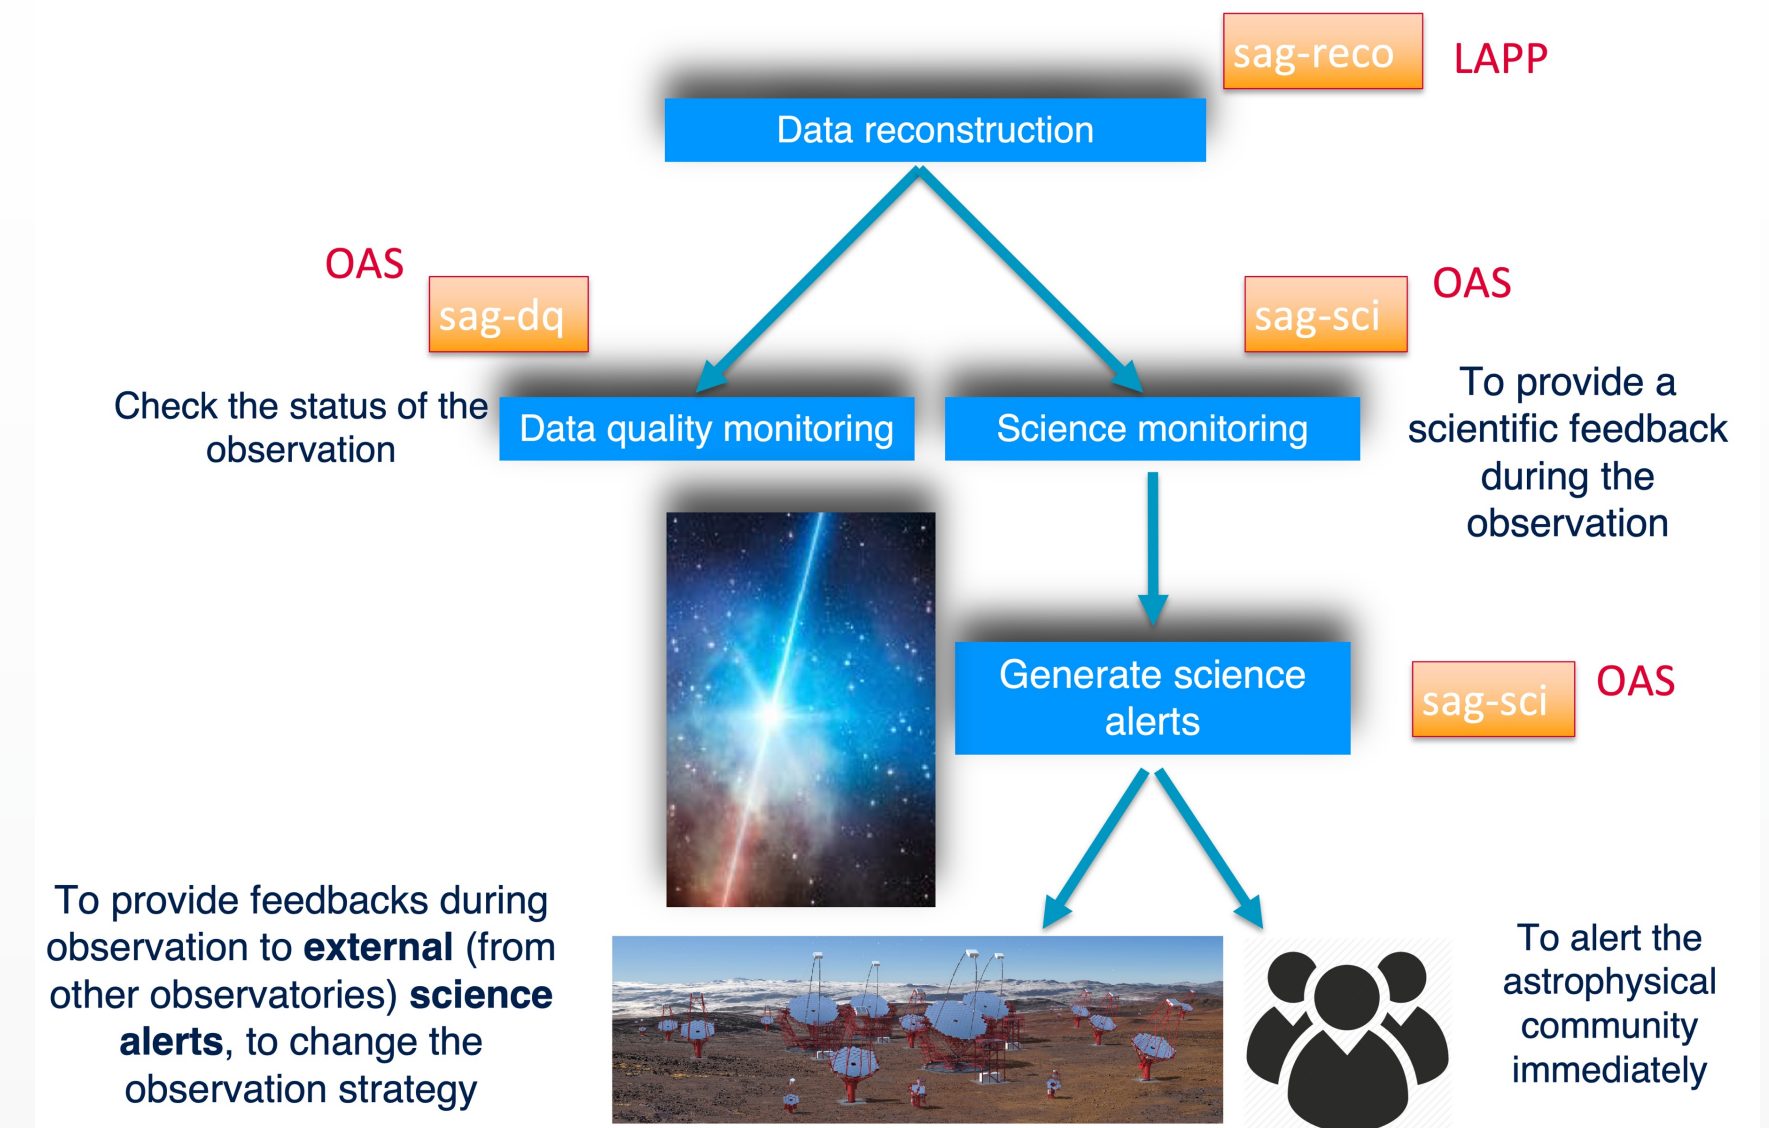 sag-reco
LAPP
Data reconstruction
OAS
sag-dq
OAS
sag-sci
Check the status of the
observation
Data quality monitoring
Science monitoring
To provide a
scientific feedback
during the
observation
Generate science
alerts
sag-sci
OAS
To provide feedbacks during
observation to external (from
other observatories) science
alerts, to change the
observation strategy
To alert the
astrophysical
community
immediately